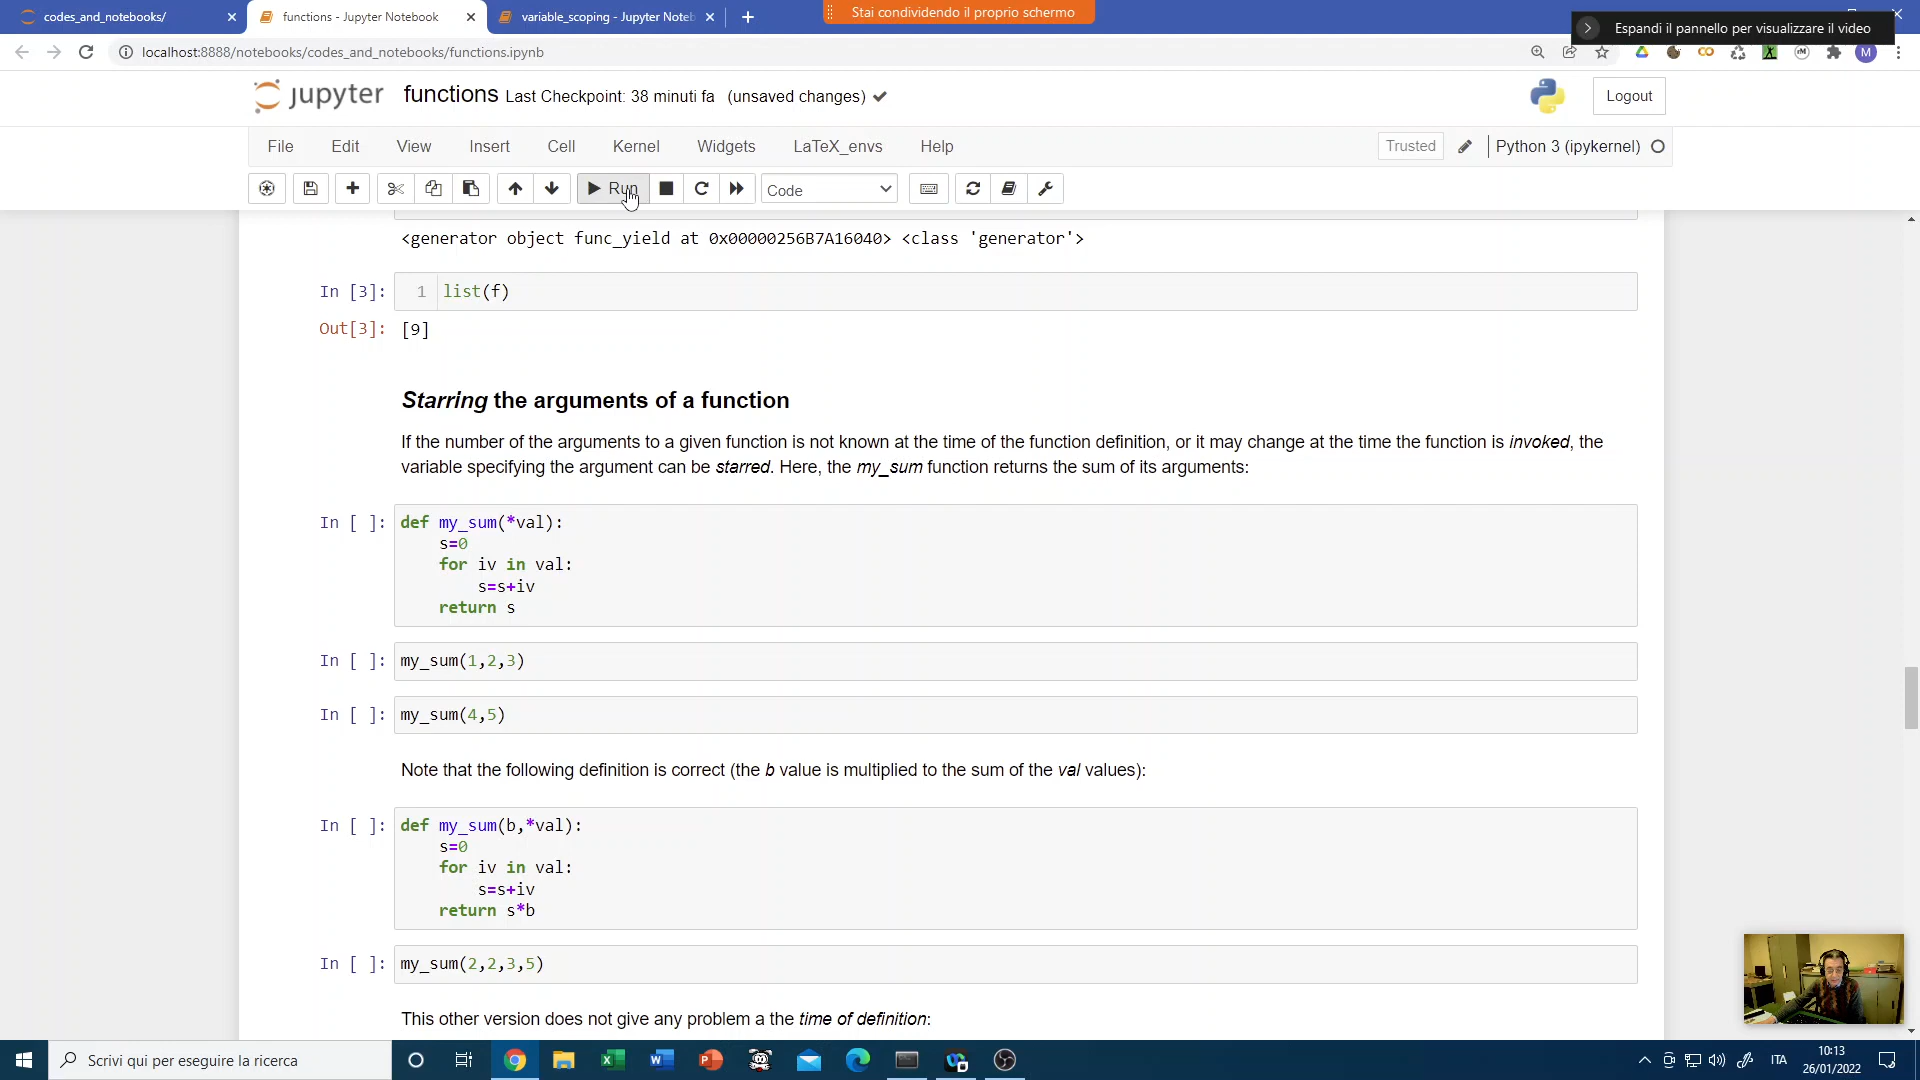 codes_and_notebooks/
functions - Jupyter Notebook
variable_scoping - Jupyter Noteb
Stai condividendo il proprio schermo
Espandi il pannello per visualizzare il video
localhost:8888/notebooks/codes_and_notebooks/functions.ipynb
M
jupyter functions Last Checkpoint: 38 minuti fa (unsaved changes)
Logout
File Edit View Insert Cell Kernel Widgets LaTeX_envs Help
Trusted
Python 3 (ipykernel)
Run
Code
<generator object func_yield at 0x00000256B7A16040> <class 'generator'>
In [3]: 1 list(f)
Out[3]: [9]
Starring the arguments of a function
If the number of the arguments to a given function is not known at the time of the function definition, or it may change at the time the function is invoked, the
variable specifying the argument can be starred. Here, the my_sum function returns the sum of its arguments:
In [ ]: def my_sum(*val):
s=0
for iv in val:
s=s+iv
return s
In [ ]: my_sum(1,2,3)
In [ ]: my_sum(4,5)
Note that the following definition is correct (the b value is multiplied to the sum of the val values):
In [ ]: def my_sum(b,*val):
s=0
for iv in val:
s=s+iv
return s*b
In [ ]: my_sum(2,2,3,5)
This other version does not give any problem a the time of definition:
Scrivi qui per eseguire la ricerca
ITA
10:13
26/01/2022